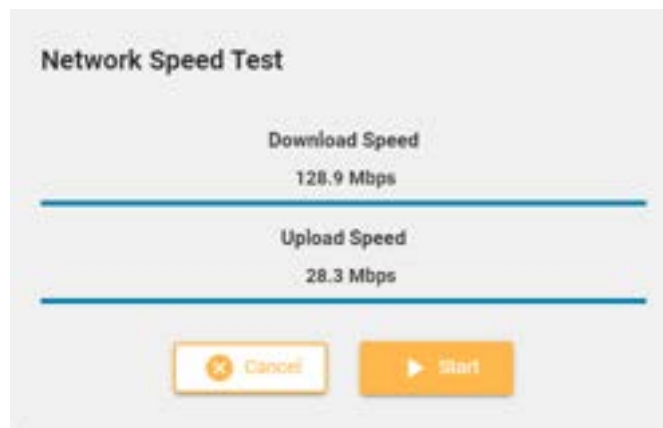 Network Speed Test
Download Speed
128.9 Mbps
Upload Speed
28.3 Mbps
Cancel
Start